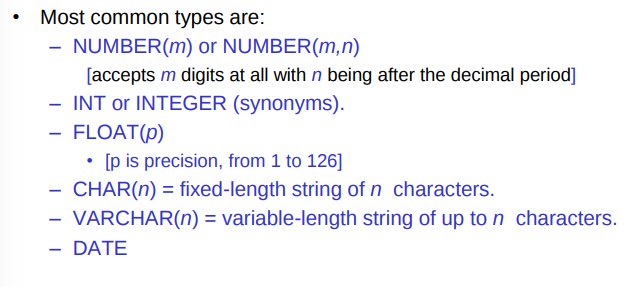 • Most common types are:
– NUMBER(m) or NUMBER(m,n)
[accepts m digits at all with n being after the decimal period]
– INT or INTEGER (synonyms).
– FLOAT(p)
• [p is precision, from 1 to 126]
– CHAR(n) = fixed-length string of n characters.
– VARCHAR(n) = variable-length string of up to n characters.
– DATE